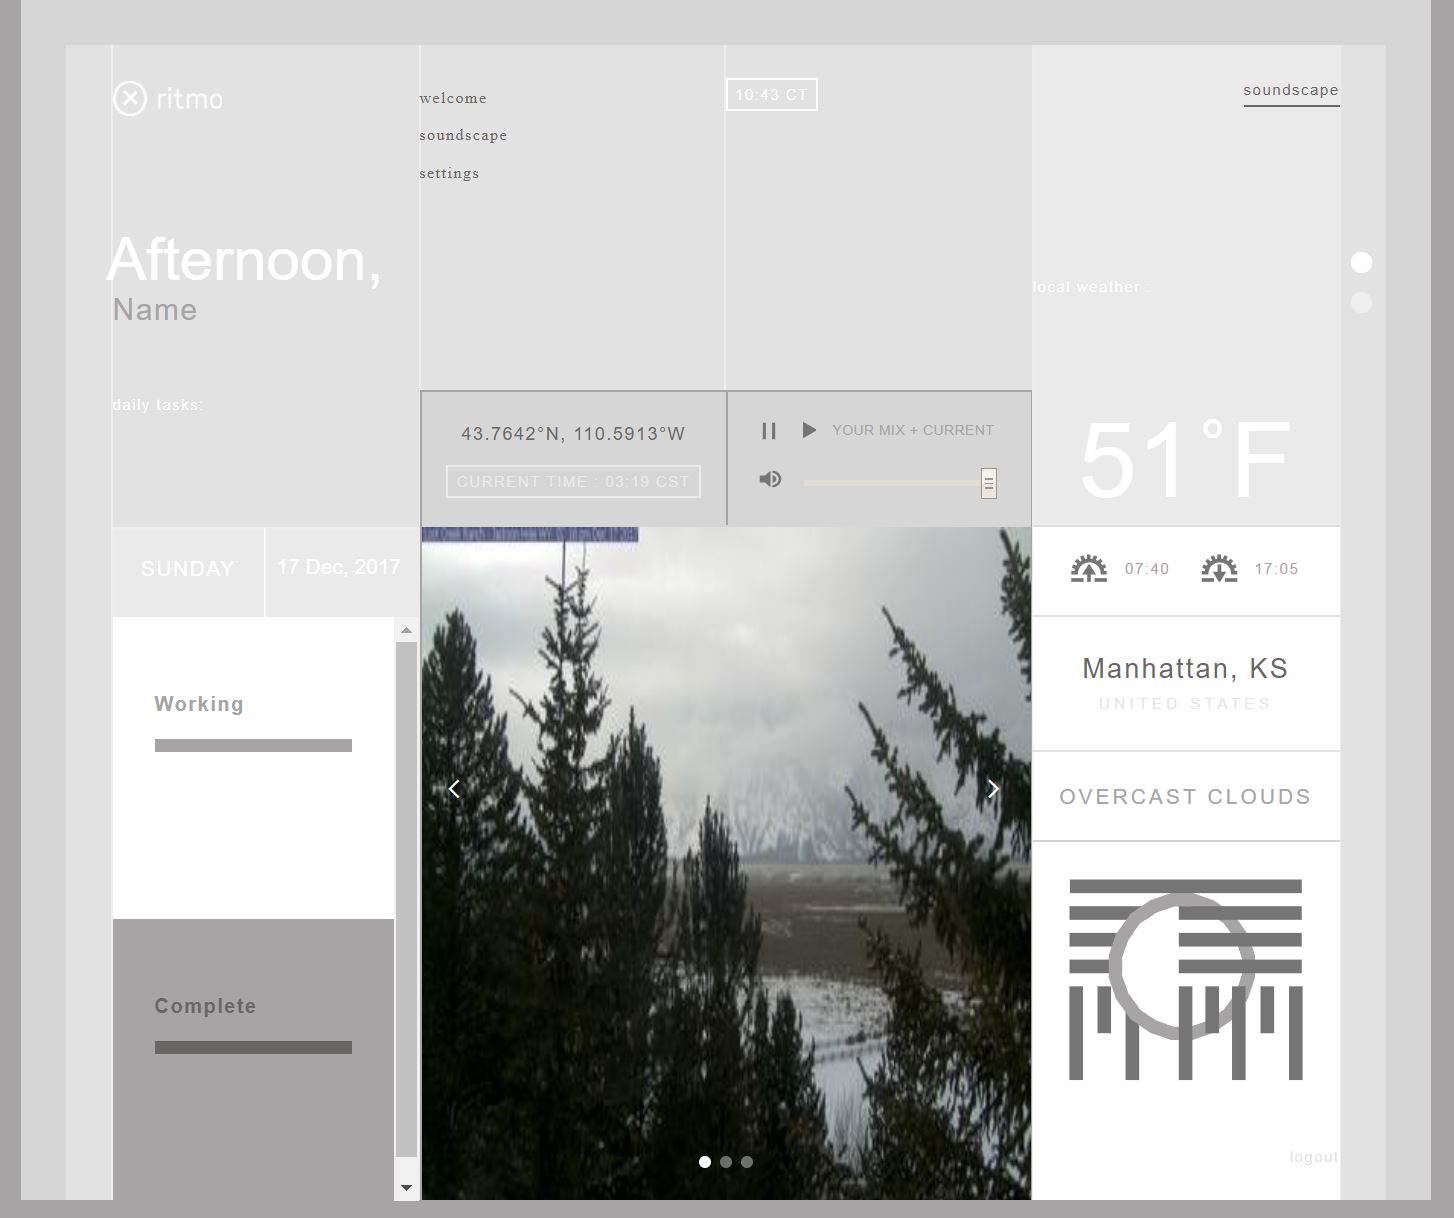 ritmo
welcome
soundscape
settings
10:43 CT
soundscape
Afternoon,
Name
local weather :
daily tasks:
43.7642°N, 110.5913°W
CURRENT TIME : 03:19 CST
YOUR MIX + CURRENT
51°F
SUNDAY
17 Dec, 2017
07:40
17:05
Working
Manhattan, KS
UNITED STATES
OVERCAST CLOUDS
Complete
logout